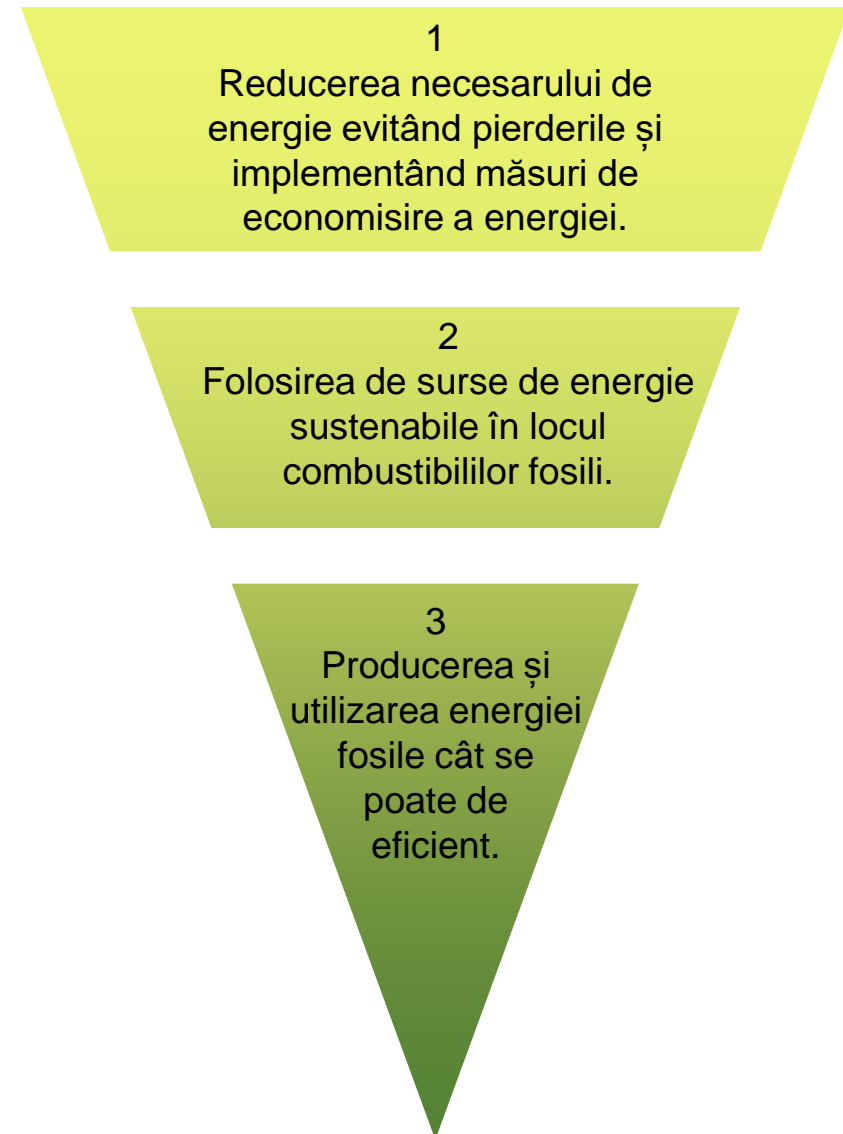 1
Reducerea necesarului de
energie evitând pierderile și
implementând măsuri de
economisire a energiei.
2
Folosirea de surse de energie
sustenabile în locul
combustibililor fosili.
3
Producerea și
utilizarea energiei
fosile cât se
poate de
eficient.